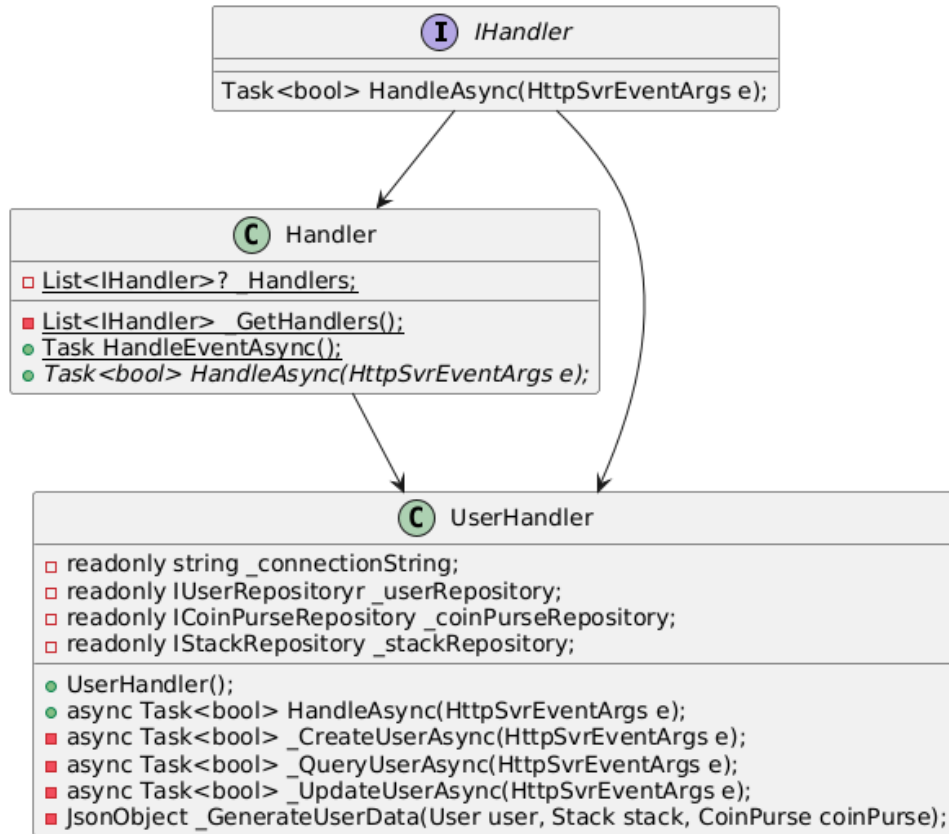 I IHandler
Task<bool> HandleAsync(HttpSvrEventArgs e);
C Handler
List<IHandler>? _Handlers;
List<IHandler> _GetHandlers();
Task HandleEventAsync();
Task<bool> HandleAsync(HttpSvrEventArgs e);
C UserHandler
readonly string _connectionString;
readonly IUserRepositoryr _userRepository;
readonly ICoinPurseRepository _coinPurseRepository;
readonly IStackRepository _stackRepository;
UserHandler();
async Task<bool> HandleAsync(HttpSvrEventArgs e);
async Task<bool> _CreateUserAsync(HttpSvrEventArgs e);
async Task<bool> _QueryUserAsync(HttpSvrEventArgs e);
async Task<bool> _UpdateUserAsync(HttpSvrEventArgs e);
JsonObject _GenerateUserData(User user, Stack stack, CoinPurse coinPurse);